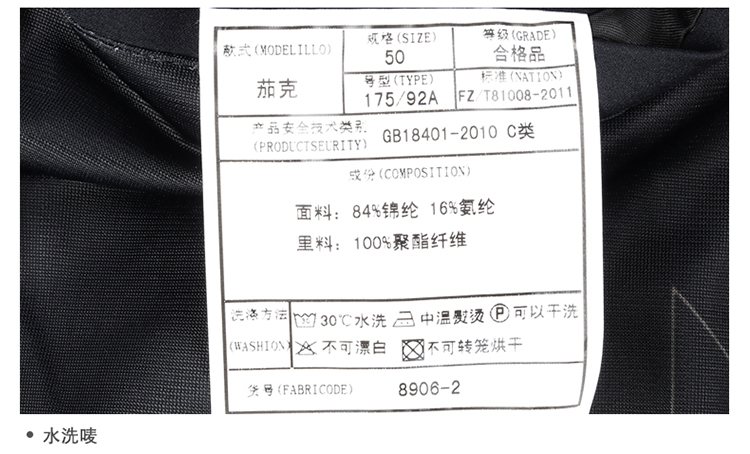 款式(MODELILLO)
茄克
规格(SIZE)
50
等级(GRADE)
合格品
号型(TYPE)
175/92A
标准(NATION)
FZ/T81008-2011
产品安全技术类别
(PRODUCTSEURITY)
GB18401-2010 C类
成份(COMPOSITION)
面料: 84%锦纶 16%氨纶
里料: 100%聚酯纤维
洗涤方法
(WASHION)
30℃水洗 中温熨烫 P 可以干洗
不可漂白 不可转笼烘干
货号(FABRICODE)
8906-2
• 水洗唛